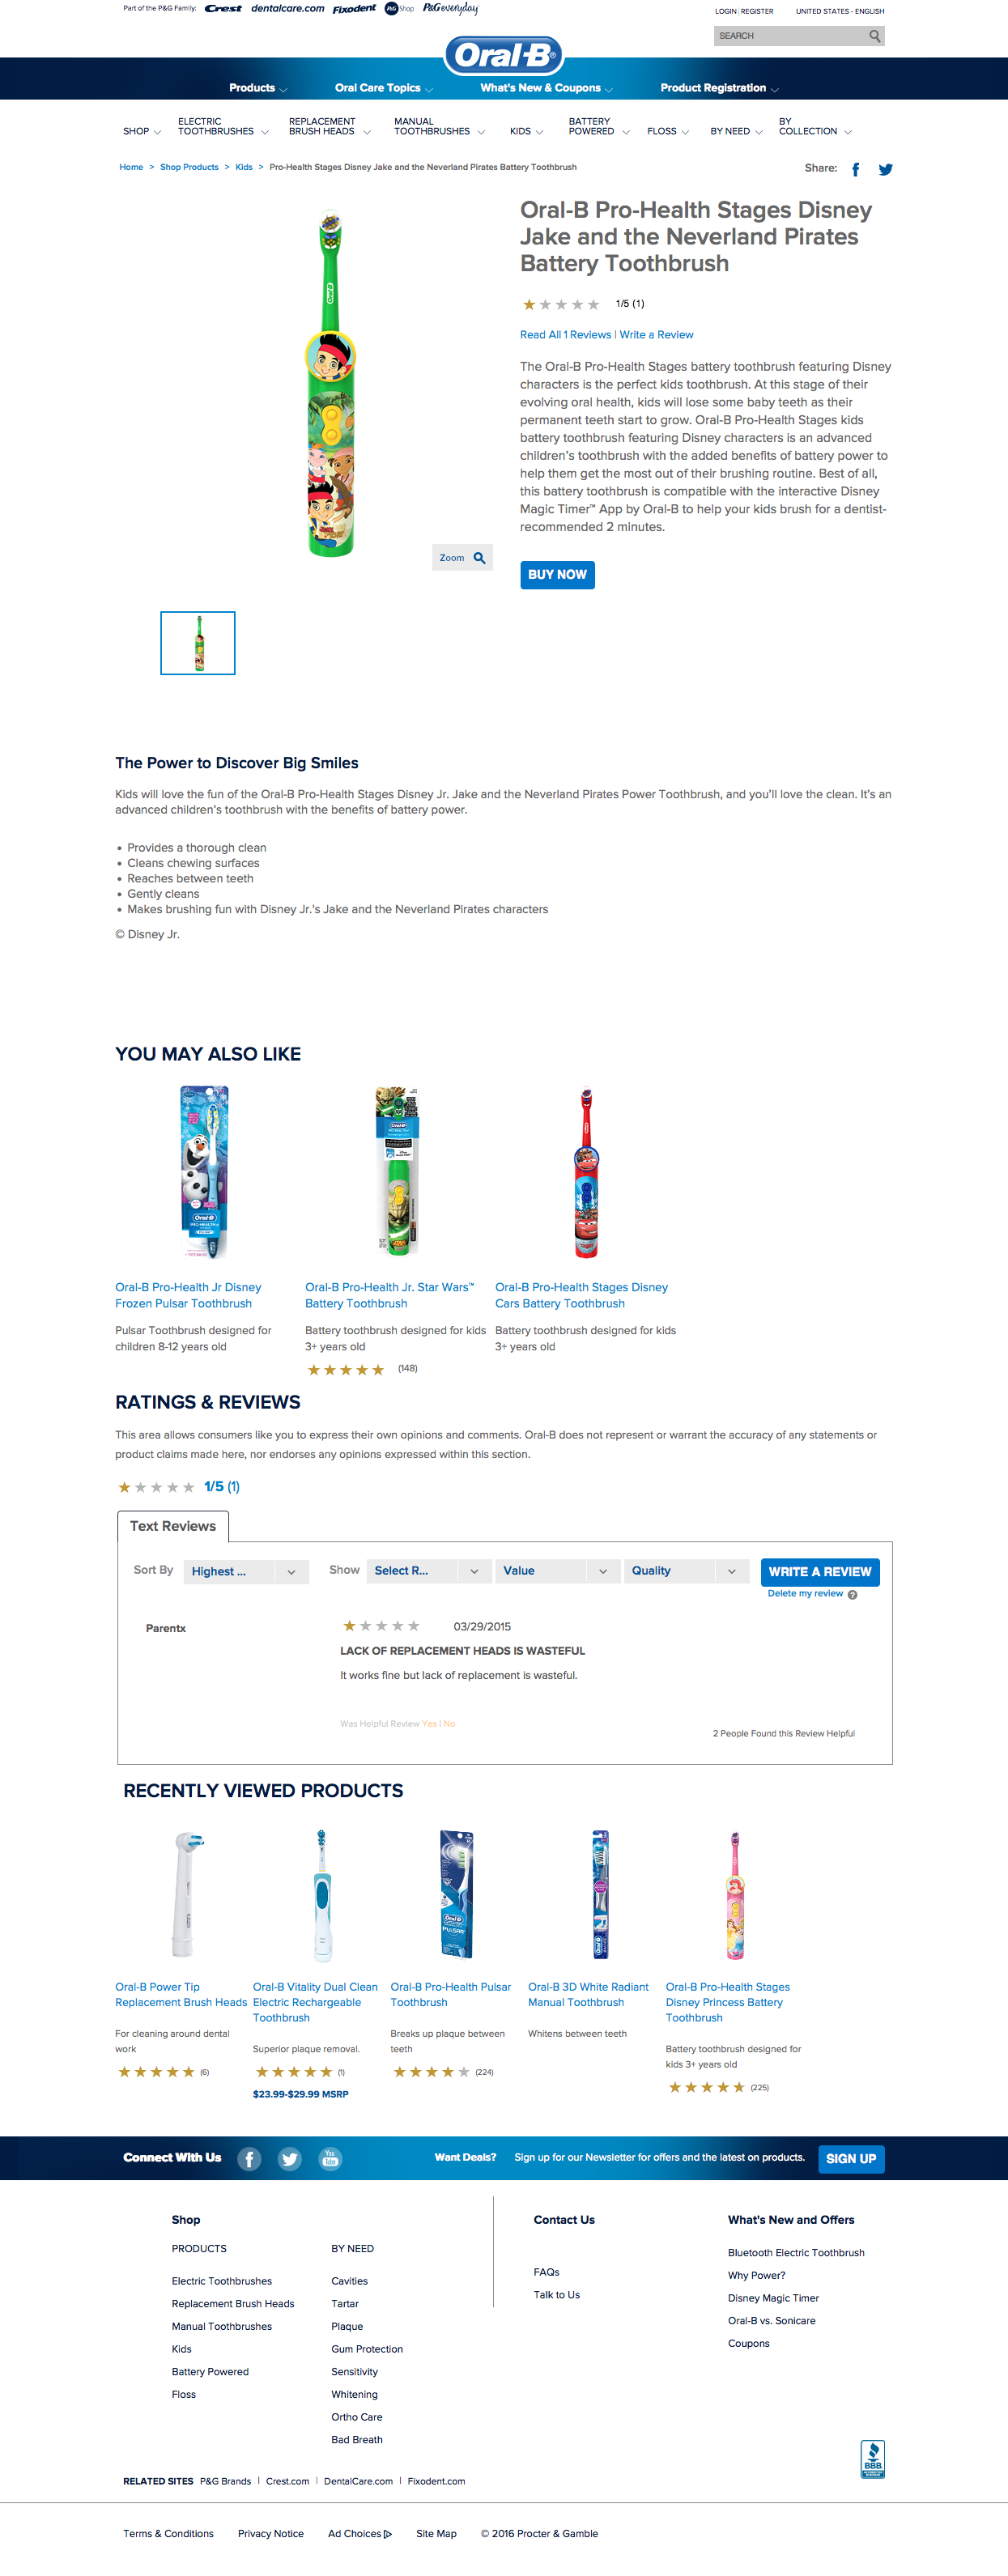 Part of the P&G Family: Crest dentalcare.com Fixodent P&G Shop P&Geveryday
LOGIN | REGISTER UNITED STATES - ENGLISH
SEARCH
Oral-B
Products Oral Care Topics What's New & Coupons Product Registration
SHOP ELECTRIC TOOTHBRUSHES REPLACEMENT BRUSH HEADS MANUAL TOOTHBRUSHES KIDS BATTERY POWERED FLOSS BY NEED BY COLLECTION
Home > Shop Products > Kids > Pro-Health Stages Disney Jake and the Neverland Pirates Battery Toothbrush
Share:
Oral-B Pro-Health Stages Disney
Jake and the Neverland Pirates
Battery Toothbrush
1/5 (1)
Read All 1 Reviews | Write a Review
The Oral-B Pro-Health Stages battery toothbrush featuring Disney
characters is the perfect kids toothbrush. At this stage of their
evolving oral health, kids will lose some baby teeth as their
permanent teeth start to grow. Oral-B Pro-Health Stages kids
battery toothbrush featuring Disney characters is an advanced
children's toothbrush with the added benefits of battery power to
help them get the most out of their brushing routine. Best of all,
this battery toothbrush is compatible with the interactive Disney
Magic Timer™ App by Oral-B to help your kids brush for a dentist-
recommended 2 minutes.
Zoom
BUY NOW
The Power to Discover Big Smiles
Kids will love the fun of the Oral-B Pro-Health Stages Disney Jr. Jake and the Neverland Pirates Power Toothbrush, and you'll love the clean. It's an
advanced children's toothbrush with the benefits of battery power.
• Provides a thorough clean
• Cleans chewing surfaces
• Reaches between teeth
• Gently cleans
• Makes brushing fun with Disney Jr.'s Jake and the Neverland Pirates characters
© Disney Jr.
YOU MAY ALSO LIKE
Oral-B Pro-Health Jr Disney
Frozen Pulsar Toothbrush
Pulsar Toothbrush designed for
children 8-12 years old
Oral-B Pro-Health Jr. Star Wars™
Battery Toothbrush
Battery toothbrush designed for kids
3+ years old
(148)
Oral-B Pro-Health Stages Disney
Cars Battery Toothbrush
Battery toothbrush designed for kids
3+ years old
RATINGS & REVIEWS
This area allows consumers like you to express their own opinions and comments. Oral-B does not represent or warrant the accuracy of any statements or
product claims made here, nor endorses any opinions expressed within this section.
1/5 (1)
Text Reviews
Sort By Highest ... Show Select R... Value Quality WRITE A REVIEW
Delete my review ?
Parentx 03/29/2015
LACK OF REPLACEMENT HEADS IS WASTEFUL
It works fine but lack of replacement is wasteful.
Was Helpful Review Yes | No
2 People Found this Review Helpful
RECENTLY VIEWED PRODUCTS
Oral-B Power Tip
Replacement Brush Heads
For cleaning around dental
work
(6)
Oral-B Vitality Dual Clean
Electric Rechargeable
Toothbrush
Superior plaque removal.
(1)
$23.99-$29.99 MSRP
Oral-B Pro-Health Pulsar
Toothbrush
Breaks up plaque between
teeth
(224)
Oral-B 3D White Radiant
Manual Toothbrush
Whitens between teeth
Oral-B Pro-Health Stages
Disney Princess Battery
Toothbrush
Battery toothbrush designed for
kids 3+ years old
(225)
Connect With Us You Tube Want Deals? Sign up for our Newsletter for offers and the latest on products. SIGN UP
Shop
PRODUCTS
Electric Toothbrushes
Replacement Brush Heads
Manual Toothbrushes
Kids
Battery Powered
Floss
BY NEED
Cavities
Tartar
Plaque
Gum Protection
Sensitivity
Whitening
Ortho Care
Bad Breath
Contact Us
FAQs
Talk to Us
What's New and Offers
Bluetooth Electric Toothbrush
Why Power?
Disney Magic Timer
Oral-B vs. Sonicare
Coupons
BBB
RELATED SITES P&G Brands | Crest.com | DentalCare.com | Fixodent.com
Terms & Conditions Privacy Notice Ad Choices Site Map © 2016 Procter & Gamble